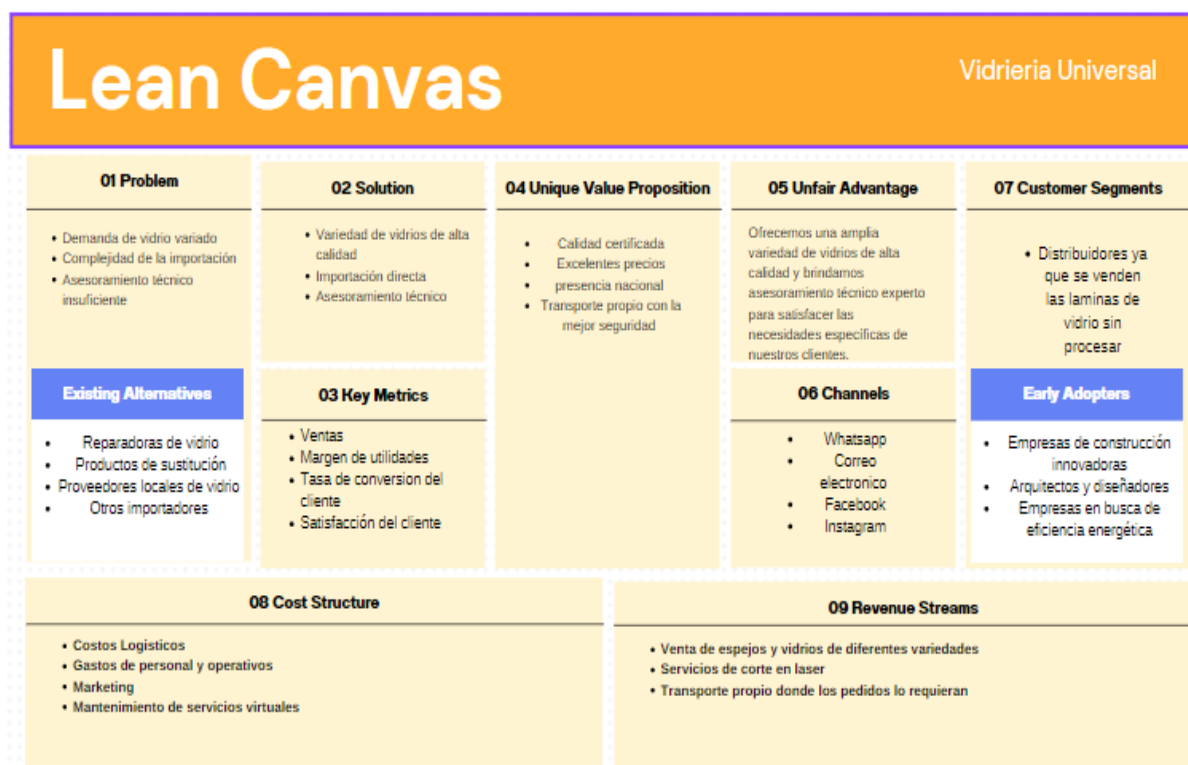 Lean Canvas
Vidrieria Universal
01 Problem
• Demanda de vidrio variado
• Complejidad de la importación
• Asesoramiento técnico
insuficiente
Existing Alternatives
• Reparadoras de vidrio
• Productos de sustitución
• Proveedores locales de vidrio
• Otros importadores
02 Solution
• Variedad de vidrios de alta
calidad
• Importación directa
• Asesoramiento técnico
03 Key Metrics
• Ventas
• Margen de utilidades
• Tasa de conversion del
cliente
• Satisfacción del cliente
04 Unique Value Proposition
• Calidad certificada
• Excelentes precios
• presencia nacional
• Transporte propio con la
mejor seguridad
05 Unfair Advantage
Ofrecemos una amplia
variedad de vidrios de alta
calidad y brindamos
asesoramiento técnico experto
para satisfacer las
necesidades específicas de
nuestros clientes.
06 Channels
• Whatsapp
• Correo
electronico
• Facebook
• Instagram
07 Customer Segments
• Distribuidores ya
que se venden
las laminas de
vidrio sin
procesar
Early Adopters
• Empresas de construcción
innovadoras
• Arquitectos y diseñadores
• Empresas en busca de
eficiencia energética
08 Cost Structure
• Costos Logisticos
• Gastos de personal y operativos
• Marketing
• Mantenimiento de servicios virtuales
09 Revenue Streams
• Venta de espejos y vidrios de diferentes variedades
• Servicios de corte en laser
• Transporte propio donde los pedidos lo requieran